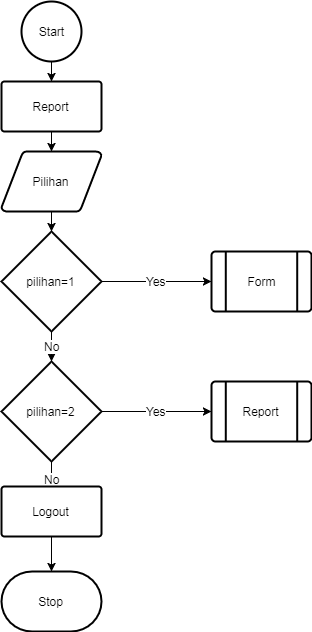 Start
Report
Pilihan
pilihan=1
Yes
Form
No
pilihan=2
Yes
Report
No
Logout
Stop